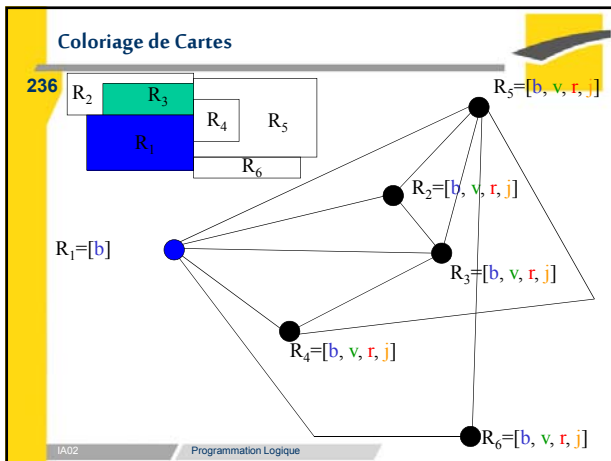 Coloriage de Cartes
236
R2
R3
R4
R5
R1
R6
R5=[b, v, r, j]
R2=[b, v, r, j]
R1=[b]
R3=[b, v, r, j]
R4=[b, v, r, j]
R6=[b, v, r, j]
IA02
Programmation Logique